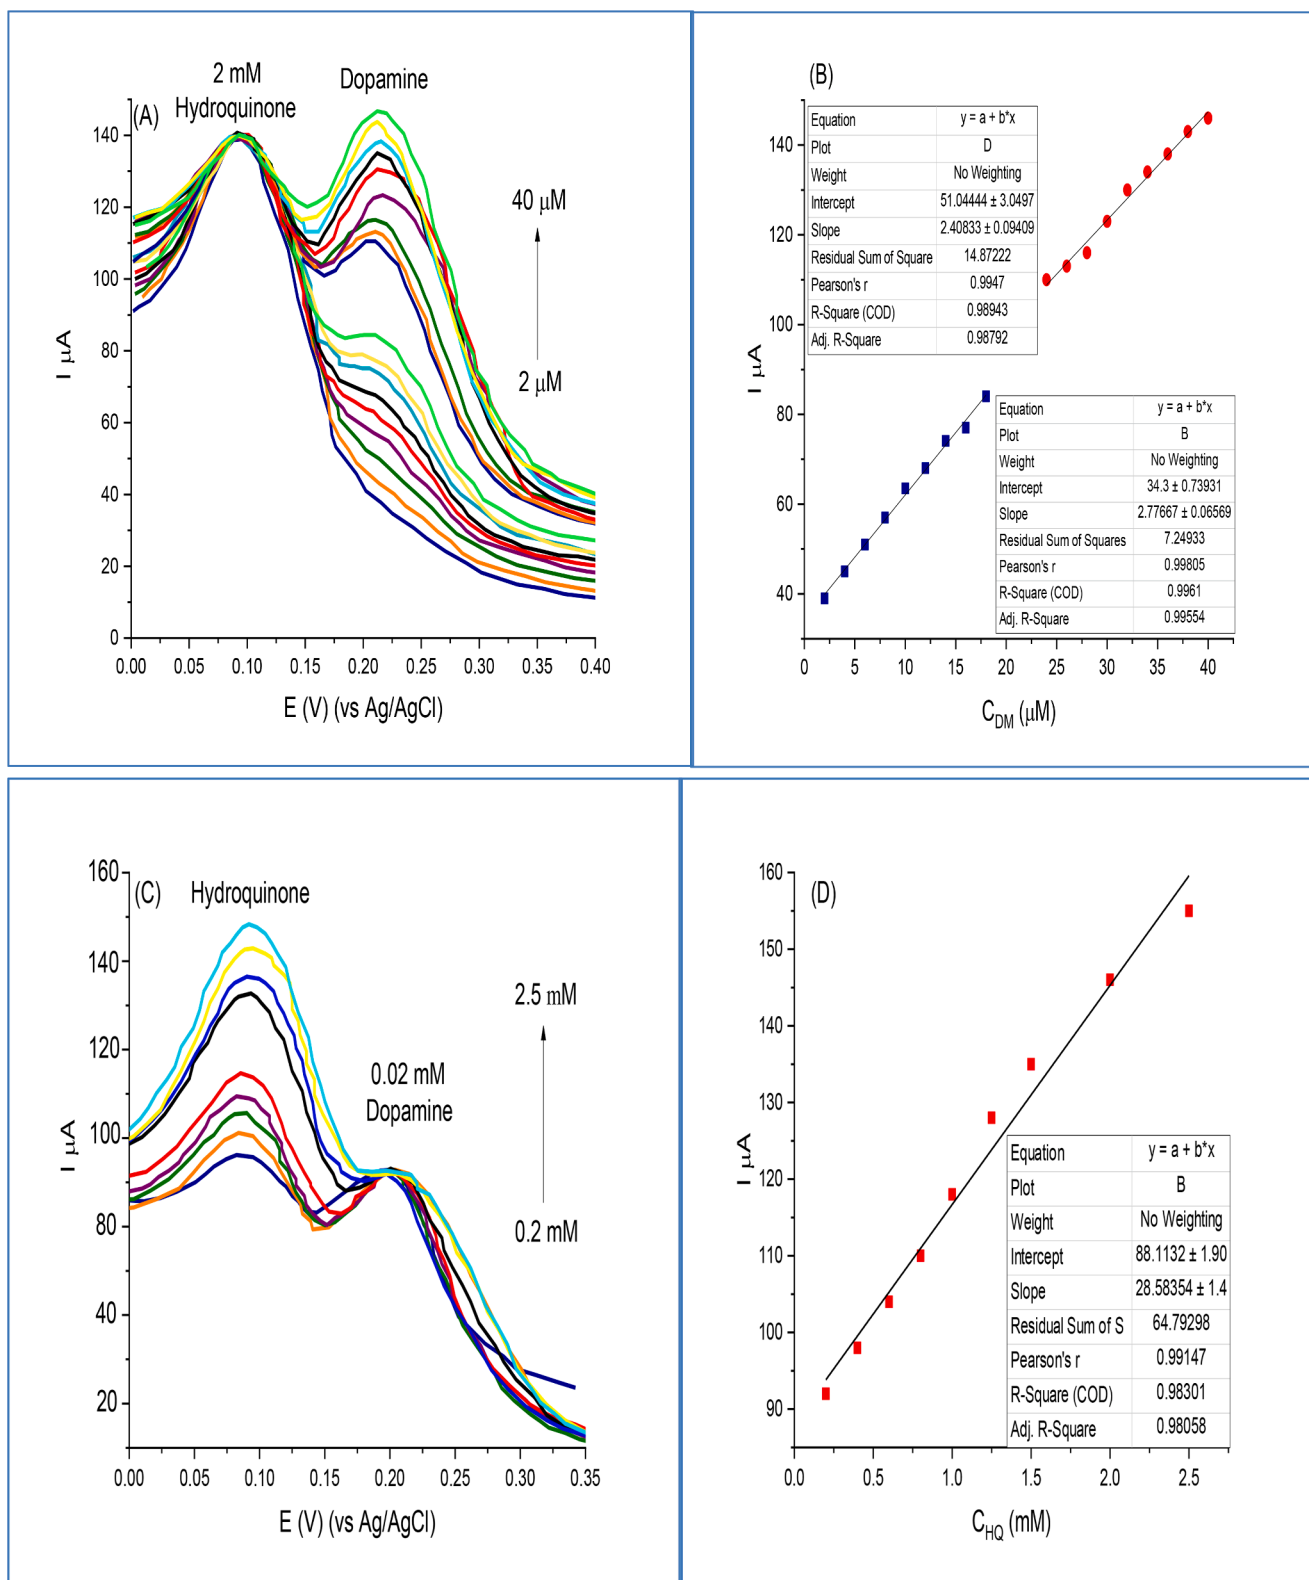 2 mM
Hydroquinone
Dopamine
(A)
140
120
100
80
60
40
20
0
I µA
40 µM
2 µM
0.00 0.05 0.10 0.15 0.20 0.25 0.30 0.35 0.40
E (V) (vs Ag/AgCl)
(B)
140
120
100
80
60
40
I µA
Equation y = a + b*x
Plot D
Weight No Weighting
Intercept 51.04444 ± 3.0497
Slope 2.40833 ± 0.09409
Residual Sum of Square 14.87222
Pearson's r 0.9947
R-Square (COD) 0.98943
Adj. R-Square 0.98792
Equation y = a + b*x
Plot B
Weight No Weighting
Intercept 34.3 ± 0.73931
Slope 2.77667 ± 0.06569
Residual Sum of Squares 7.24933
Pearson's r 0.99805
R-Square (COD) 0.9961
Adj. R-Square 0.99554
0 5 10 15 20 25 30 35 40
C_DM (µM)
(C)
Hydroquinone
160
140
120
100
80
40
20
I µA
2.5 mM
0.02 mM
Dopamine
0.2 mM
0.00 0.05 0.10 0.15 0.20 0.25 0.30 0.35
E (V) (vs Ag/AgCl)
(D)
160
150
140
130
120
110
100
90
I µA
Equation y = a + b*x
Plot B
Weight No Weighting
Intercept 88.1132 ± 1.90
Slope 28.58354 ± 1.4
Residual Sum of S 64.79298
Pearson's r 0.99147
R-Square (COD) 0.98301
Adj. R-Square 0.98058
0.0 0.5 1.0 1.5 2.0 2.5
C_HQ (mM)